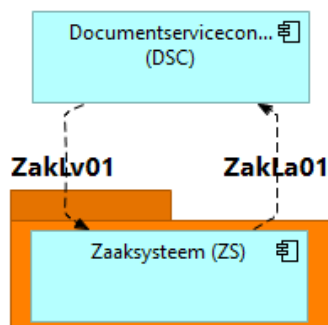 Documentservicecon...
(DSC)
ZakLv01
ZakLa01
Zaaksysteem (ZS)